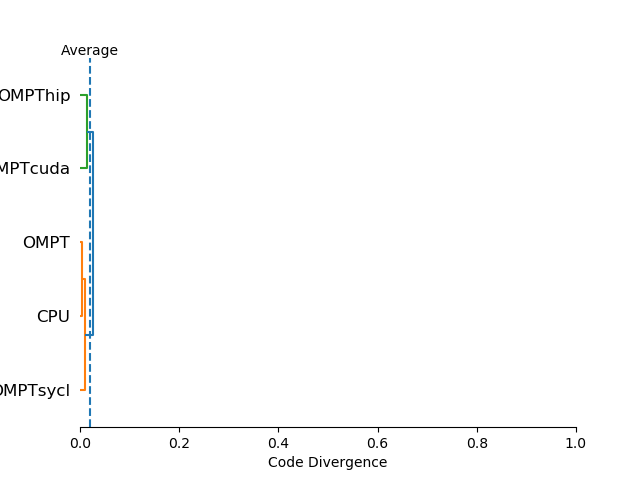 Average
OMPThip
MPTcuda
OMPT
CPU
OMPTsycl
0.0 0.2 0.4 0.6 0.8 1.0
Code Divergence